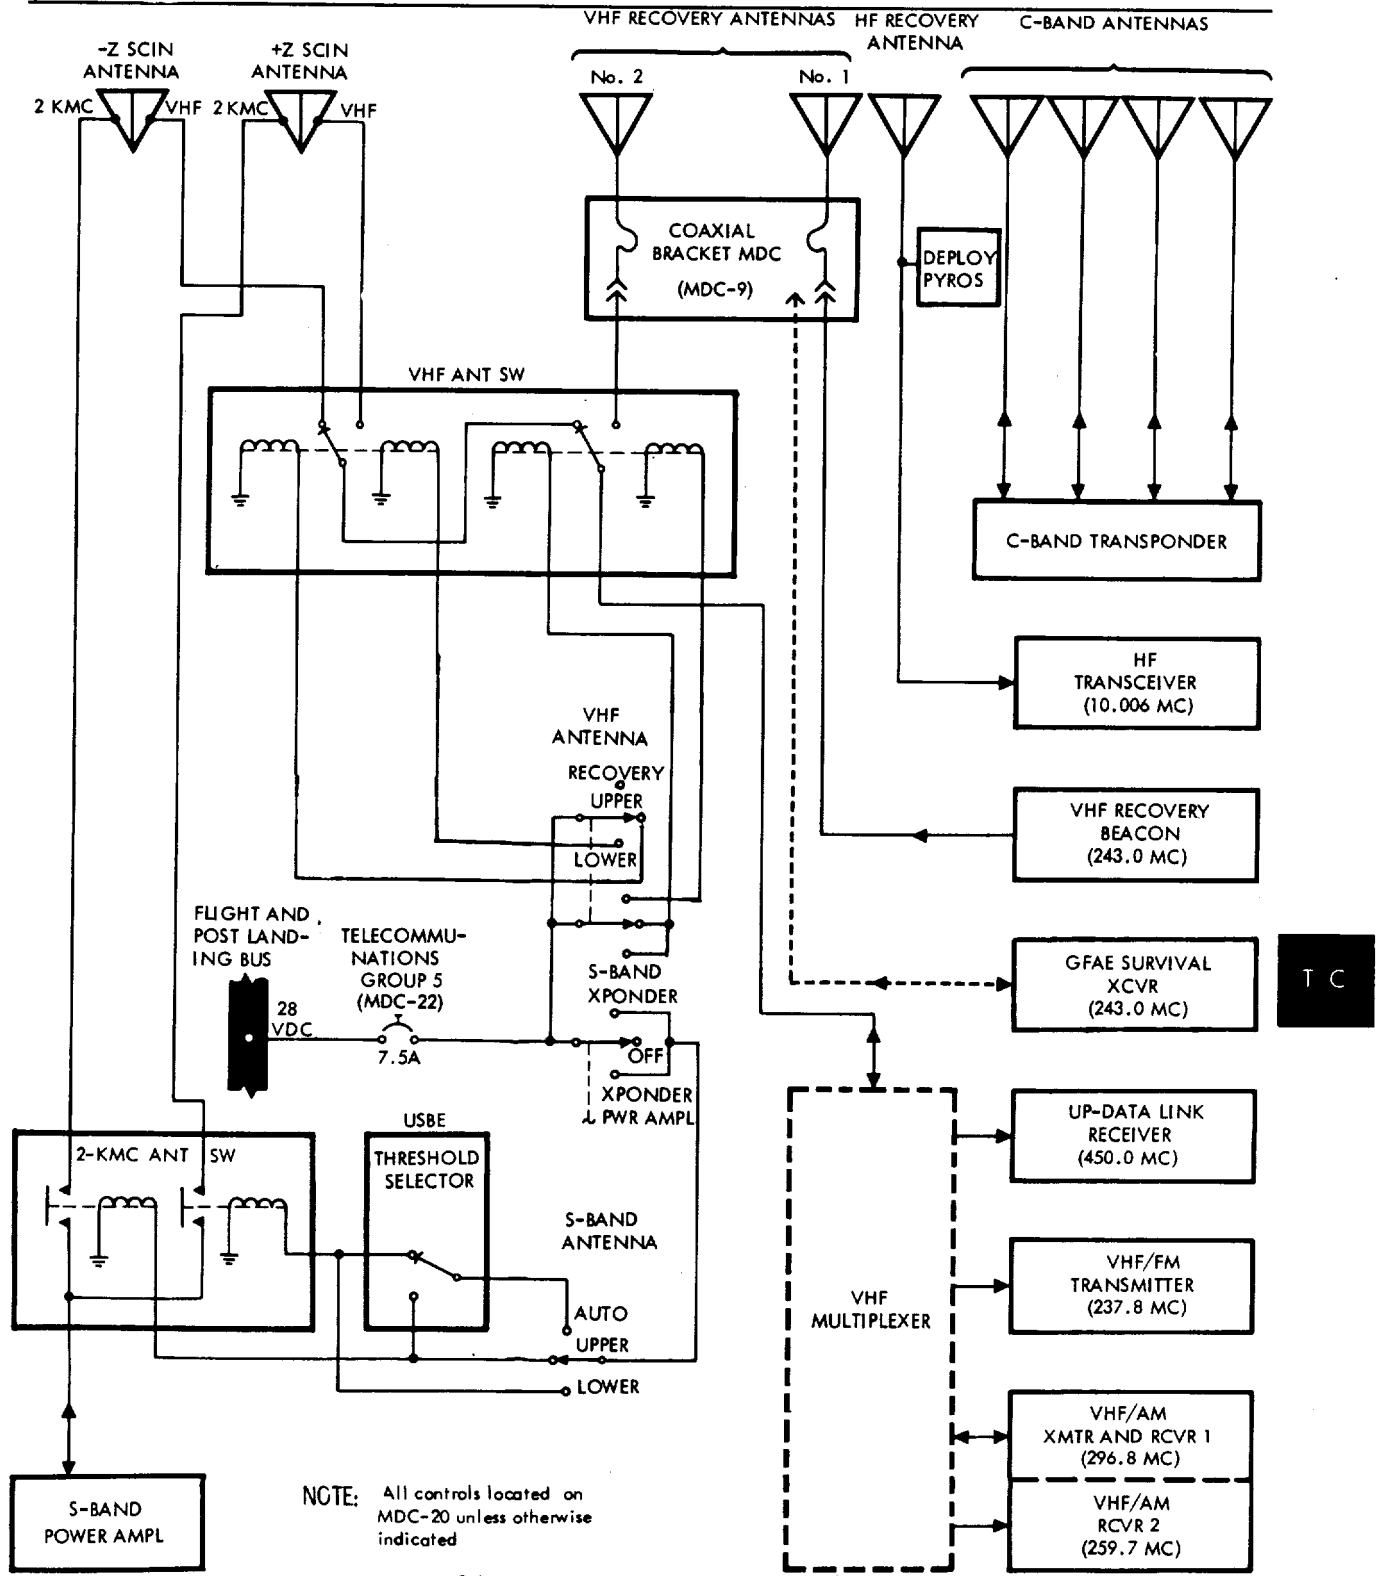 VHF RECOVERY ANTENNAS
HF RECOVERY
ANTENNA
C-BAND ANTENNAS
-Z SCIN
ANTENNA
+Z SCIN
ANTENNA
No. 2
No. 1
2 KMC
VHF
2 KMC
VHF
COAXIAL
BRACKET MDC
(MDC-9)
DEPLOY
PYROS
VHF ANT SW
C-BAND TRANSPONDER
HF
TRANSCEIVER
(10.006 MC)
VHF
ANTENNA
RECOVERY
UPPER
LOWER
VHF RECOVERY
BEACON
(243.0 MC)
FLIGHT AND
POST LAND-
ING BUS
TELECOMMU-
NATIONS
GROUP 5
(MDC-22)
28
VDC
7.5A
S-BAND
XPONDER
OFF
XPONDER
PWR AMPL
GFAE SURVIVAL
XCVR
(243.0 MC)
T C
UP-DATA LINK
RECEIVER
(450.0 MC)
2-KMC ANT SW
USBE
THRESHOLD
SELECTOR
S-BAND
ANTENNA
AUTO
UPPER
LOWER
VHF
MULTIPLEXER
VHF/FM
TRANSMITTER
(237.8 MC)
VHF/AM
XMTR AND RCVR 1
(296.8 MC)
VHF/AM
RCVR 2
(259.7 MC)
S-BAND
POWER AMPL
NOTE: All controls located on
MDC-20 unless otherwise
indicated